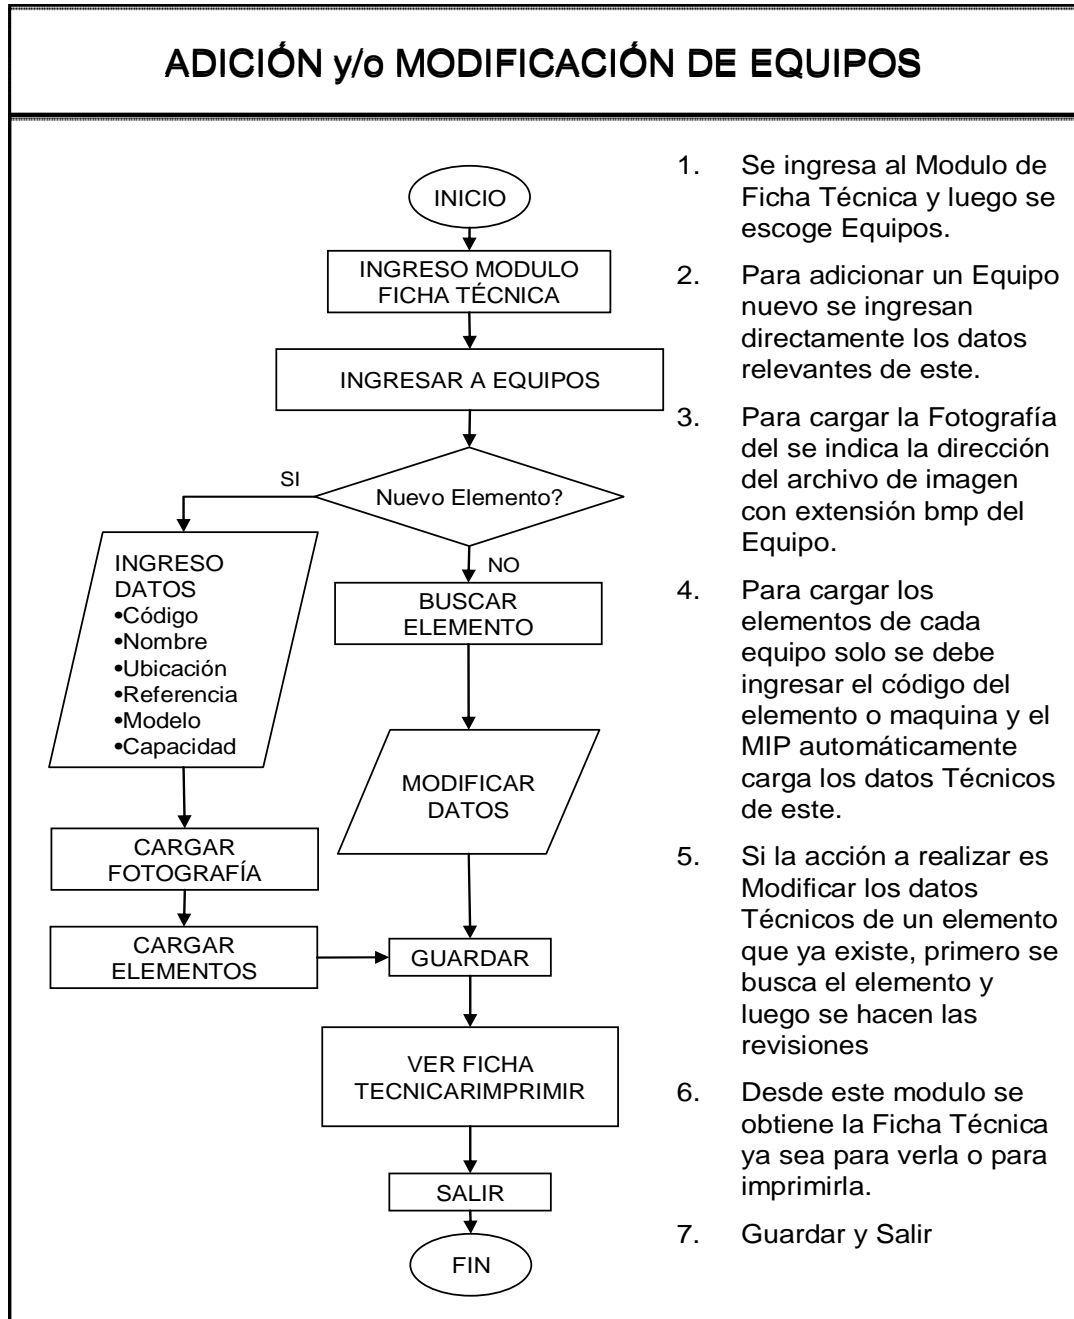 ADICIÓN y/o MODIFICACIÓN DE EQUIPOS
INICIO
INGRESO MODULO
FICHA TÉCNICA
INGRESAR A EQUIPOS
SI
Nuevo Elemento?
NO
INGRESO
DATOS
•Código
•Nombre
•Ubicación
•Referencia
•Modelo
•Capacidad
BUSCAR
ELEMENTO
MODIFICAR
DATOS
CARGAR
FOTOGRAFÍA
CARGAR
ELEMENTOS
GUARDAR
VER FICHA
TECNICARIMPRIMIR
SALIR
FIN
1. Se ingresa al Modulo de
Ficha Técnica y luego se
escoge Equipos.
2. Para adicionar un Equipo
nuevo se ingresan
directamente los datos
relevantes de este.
3. Para cargar la Fotografía
del se indica la dirección
del archivo de imagen
con extensión bmp del
Equipo.
4. Para cargar los
elementos de cada
equipo solo se debe
ingresar el código del
elemento o maquina y el
MIP automáticamente
carga los datos Técnicos
de este.
5. Si la acción a realizar es
Modificar los datos
Técnicos de un elemento
que ya existe, primero se
busca el elemento y
luego se hacen las
revisiones
6. Desde este modulo se
obtiene la Ficha Técnica
ya sea para verla o para
imprimirla.
7. Guardar y Salir